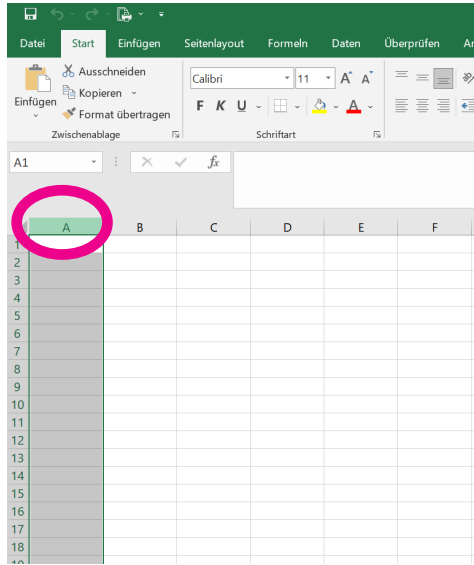 Datei Start Einfügen Seitenlayout Formeln Daten Überprüfen
Ausschneiden
Kopieren
Format übertragen
Einfügen
Zwischenablage
Calibri 11 A A
F K U A
Schriftart
A1 fx
A B C D E F
1
2
3
4
5
6
7
8
9
10
11
12
13
14
15
16
17
18
19